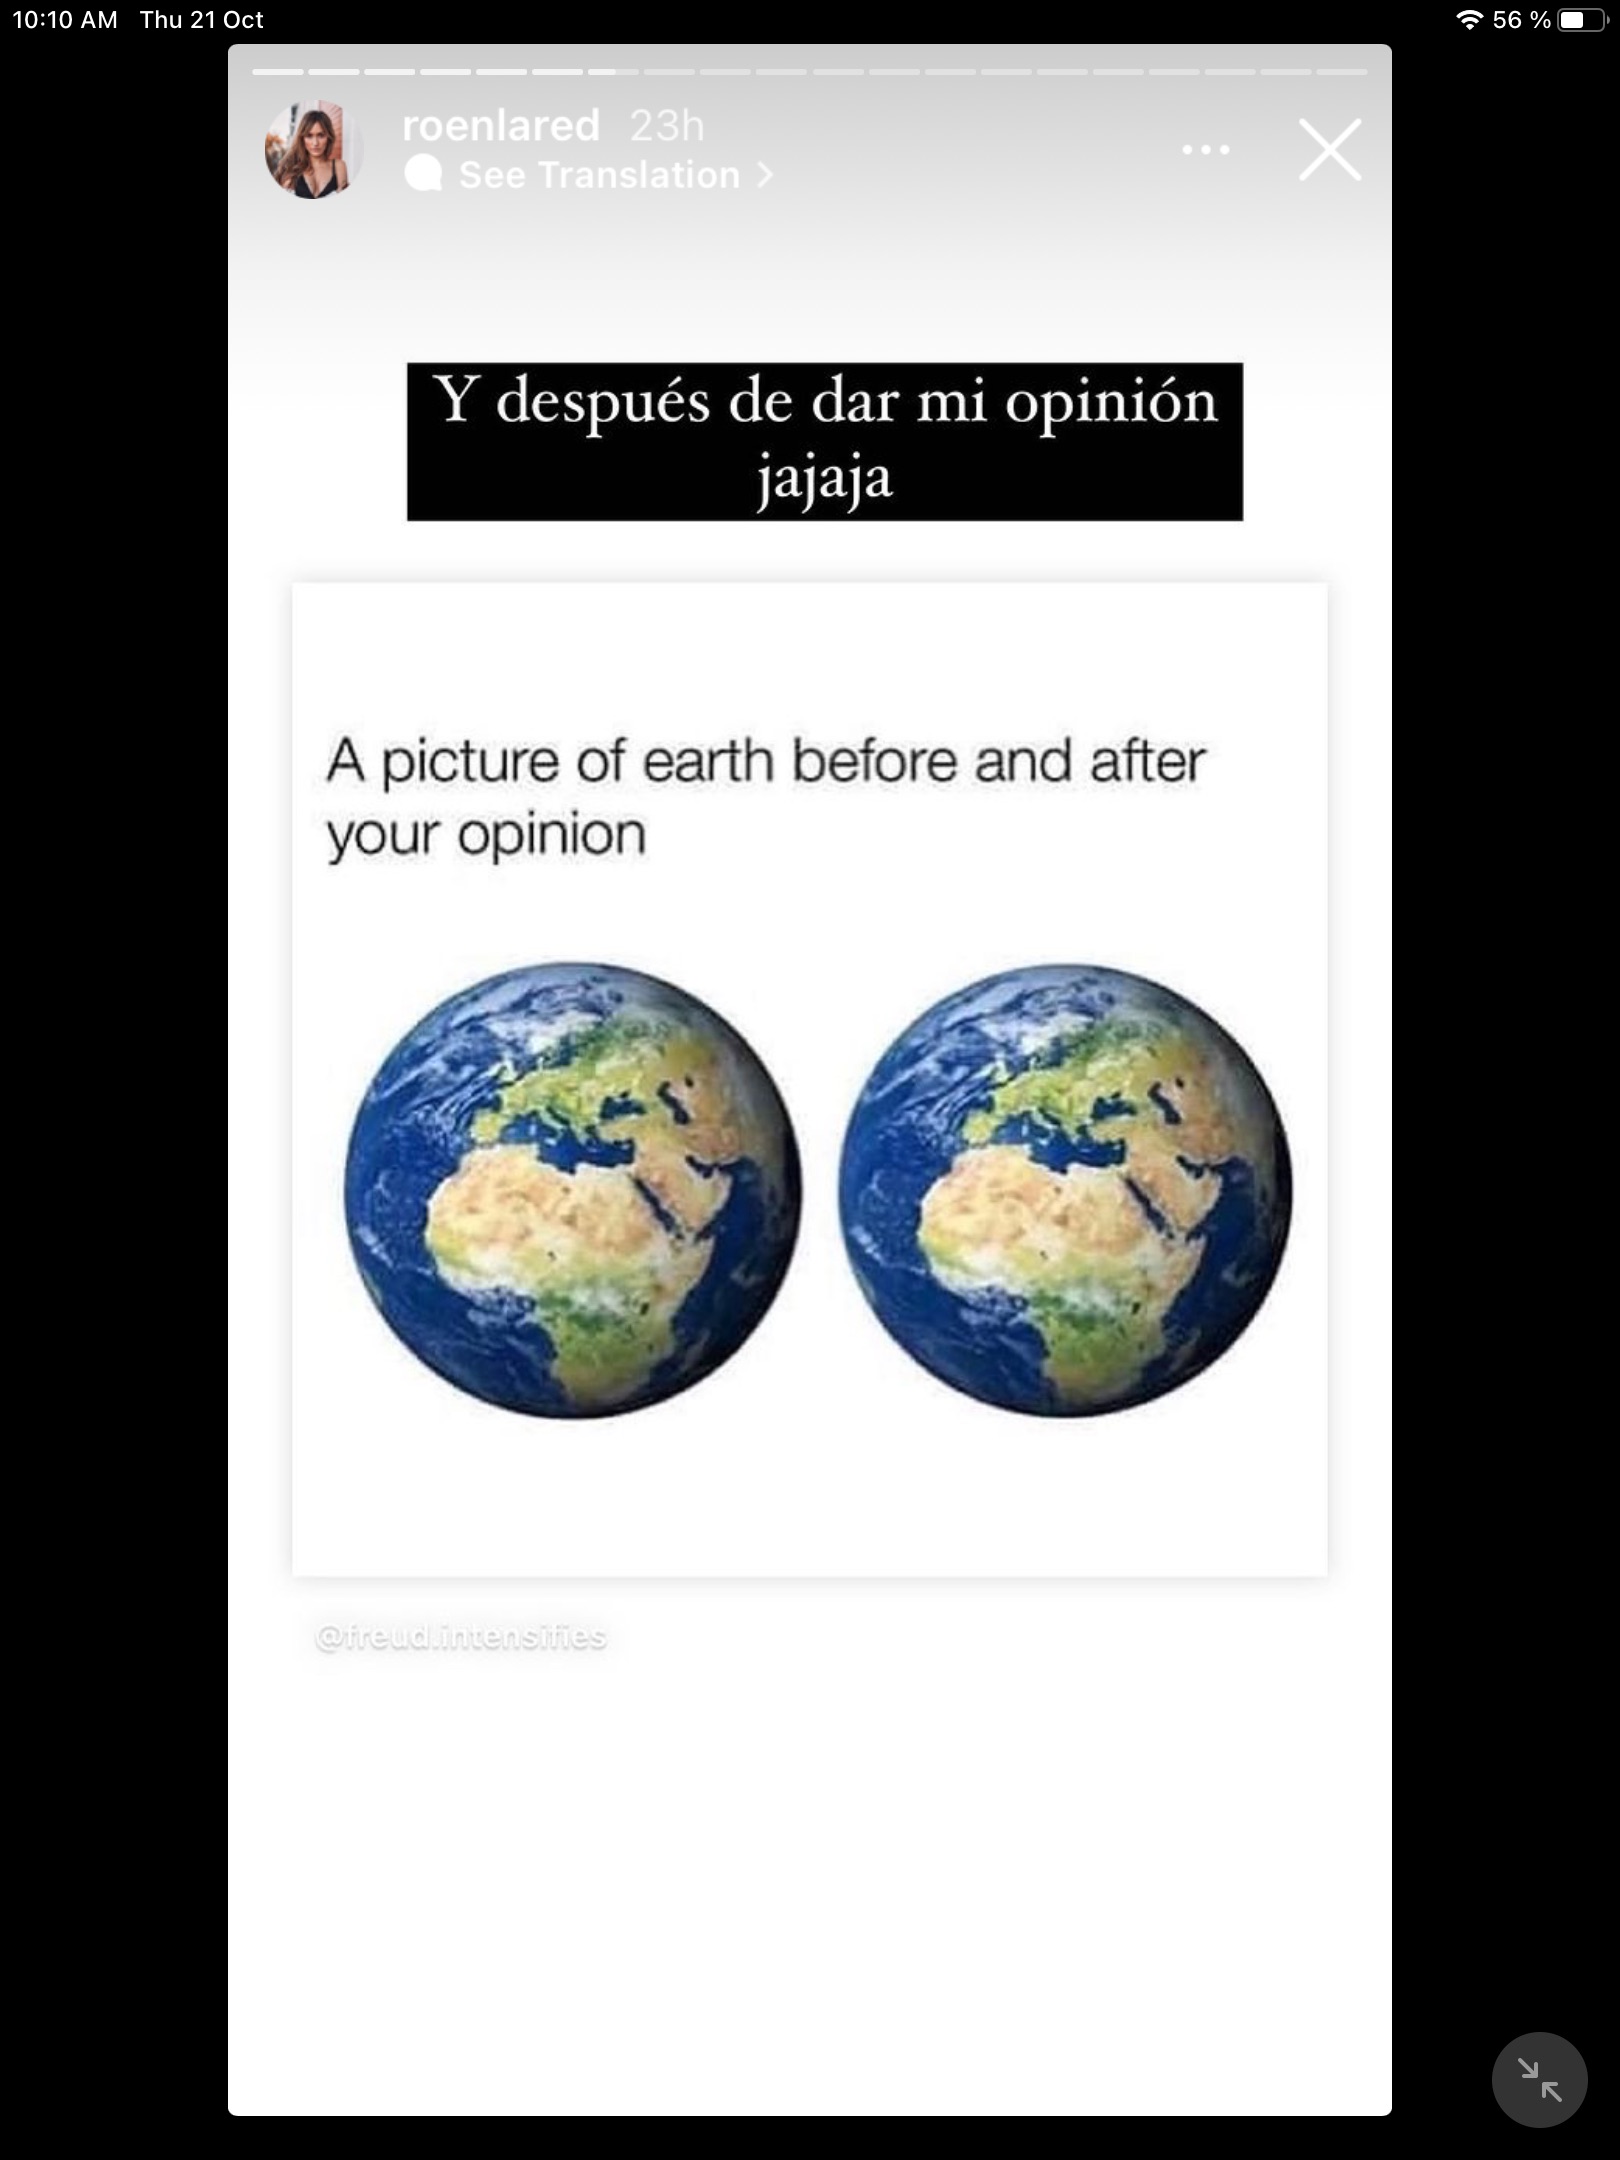 10:10 AM Thu 21 Oct
56 %
roenlared 23h
See Translation >
Y después de dar mi opinión
jajaja
A picture of earth before and after
your opinion
@freud.intensifies